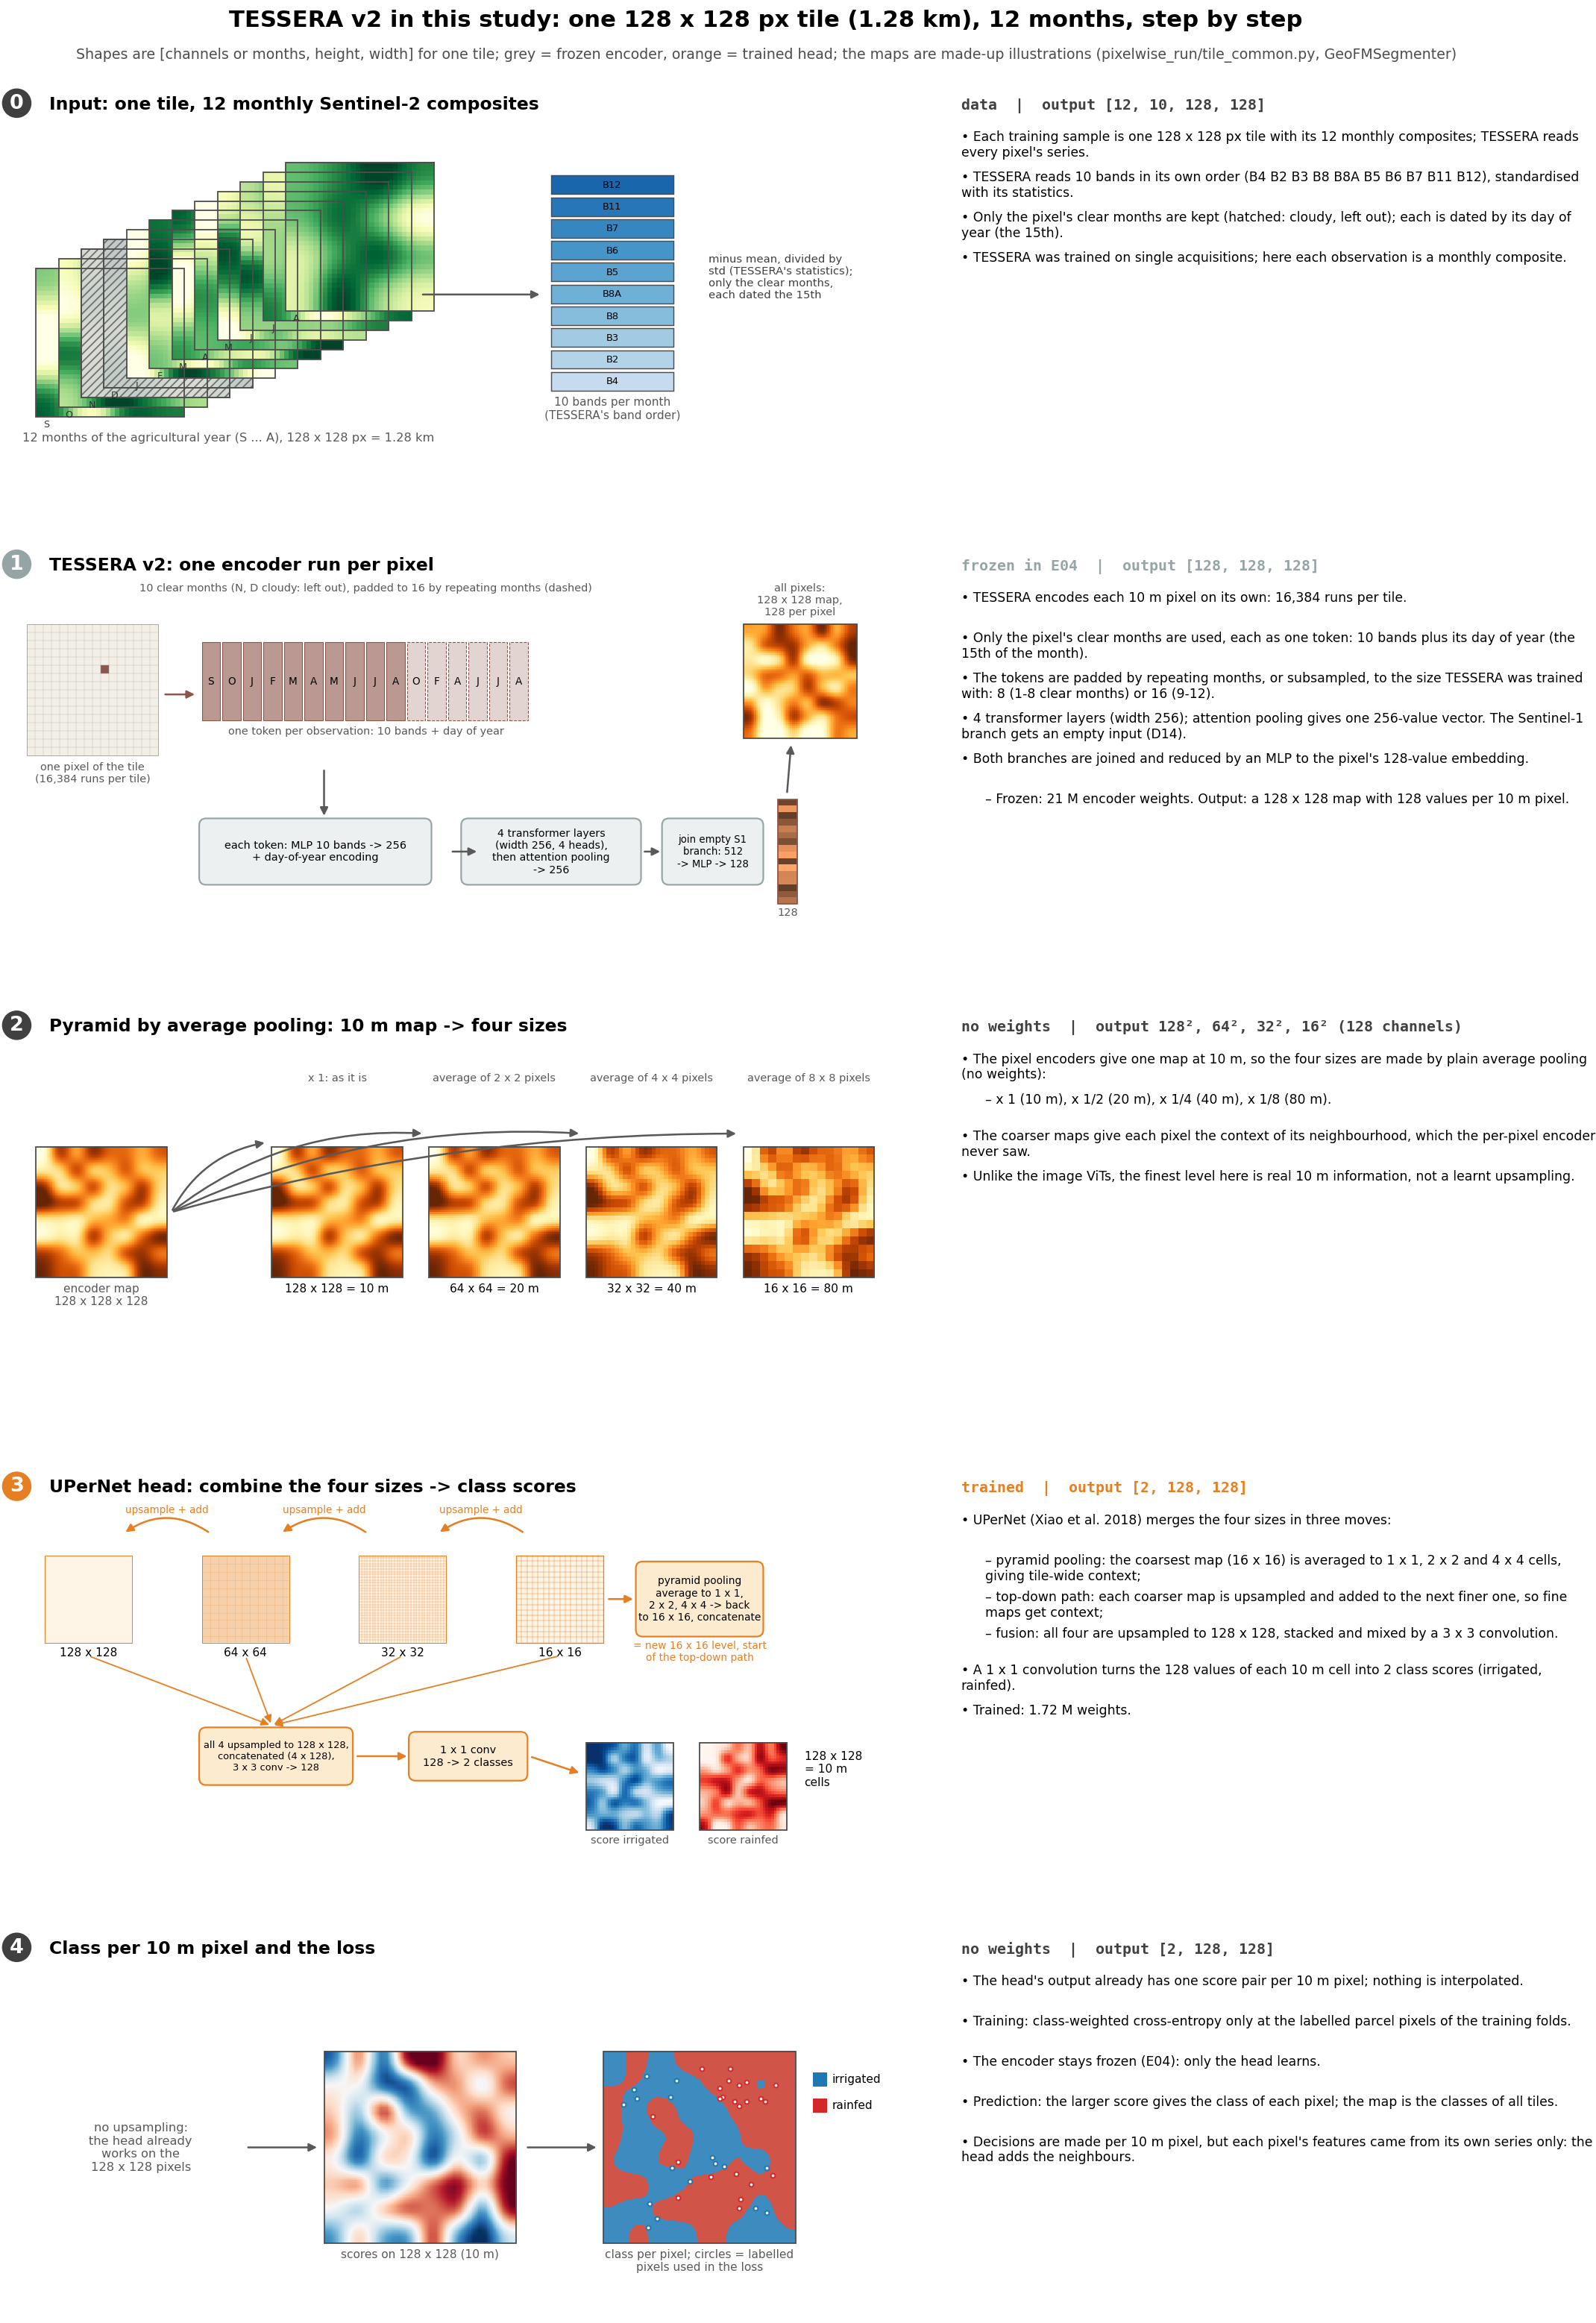 TESSERA v2 in this study: one 128 x 128 px tile (1.28 km), 12 months, step by step
Shapes are [channels or months, height, width] for one tile; grey = frozen encoder, orange = trained head; the maps are made-up illustrations (pixelwise_run/tile_common.py, GeoFMSegmenter)
0
Input: one tile, 12 monthly Sentinel-2 composites
S
O
N
D
J
F
M
A
M
J
J
A
12 months of the agricultural year (S ... A), 128 x 128 px = 1.28 km
B12
B11
B7
B6
B5
B8A
B8
B3
B2
B4
10 bands per month
(TESSERA's band order)
minus mean, divided by
std (TESSERA's statistics);
only the clear months,
each dated the 15th
data | output [12, 10, 128, 128]
• Each training sample is one 128 x 128 px tile with its 12 monthly composites; TESSERA reads
every pixel's series.
• TESSERA reads 10 bands in its own order (B4 B2 B3 B8 B8A B5 B6 B7 B11 B12), standardised
with its statistics.
• Only the pixel's clear months are kept (hatched: cloudy, left out); each is dated by its day of
year (the 15th).
• TESSERA was trained on single acquisitions; here each observation is a monthly composite.
1
TESSERA v2: one encoder run per pixel
10 clear months (N, D cloudy: left out), padded to 16 by repeating months (dashed)
one pixel of the tile
(16,384 runs per tile)
S O J F M A M J J A O F A J J A
one token per observation: 10 bands + day of year
all pixels:
128 x 128 map,
128 per pixel
each token: MLP 10 bands -> 256
+ day-of-year encoding
4 transformer layers
(width 256, 4 heads),
then attention pooling
-> 256
join empty S1
branch: 512
-> MLP -> 128
128
frozen in E04 | output [128, 128, 128]
• TESSERA encodes each 10 m pixel on its own: 16,384 runs per tile.
• Only the pixel's clear months are used, each as one token: 10 bands plus its day of year (the
15th of the month).
• The tokens are padded by repeating months, or subsampled, to the size TESSERA was trained
with: 8 (1-8 clear months) or 16 (9-12).
• 4 transformer layers (width 256); attention pooling gives one 256-value vector. The Sentinel-1
branch gets an empty input (D14).
• Both branches are joined and reduced by an MLP to the pixel's 128-value embedding.
– Frozen: 21 M encoder weights. Output: a 128 x 128 map with 128 values per 10 m pixel.
2
Pyramid by average pooling: 10 m map -> four sizes
x 1: as it is
average of 2 x 2 pixels
average of 4 x 4 pixels
average of 8 x 8 pixels
encoder map
128 x 128 x 128
128 x 128 = 10 m
64 x 64 = 20 m
32 x 32 = 40 m
16 x 16 = 80 m
no weights | output 128², 64², 32², 16² (128 channels)
• The pixel encoders give one map at 10 m, so the four sizes are made by plain average pooling
(no weights):
– x 1 (10 m), x 1/2 (20 m), x 1/4 (40 m), x 1/8 (80 m).
• The coarser maps give each pixel the context of its neighbourhood, which the per-pixel encoder
never saw.
• Unlike the image ViTs, the finest level here is real 10 m information, not a learnt upsampling.
3
UPerNet head: combine the four sizes -> class scores
upsample + add
upsample + add
upsample + add
128 x 128
64 x 64
32 x 32
16 x 16
pyramid pooling
average to 1 x 1,
2 x 2, 4 x 4 -> back
to 16 x 16, concatenate
= new 16 x 16 level, start
of the top-down path
all 4 upsampled to 128 x 128,
concatenated (4 x 128),
3 x 3 conv -> 128
1 x 1 conv
128 -> 2 classes
score irrigated
score rainfed
128 x 128
= 10 m
cells
trained | output [2, 128, 128]
• UPerNet (Xiao et al. 2018) merges the four sizes in three moves:
– pyramid pooling: the coarsest map (16 x 16) is averaged to 1 x 1, 2 x 2 and 4 x 4 cells,
giving tile-wide context;
– top-down path: each coarser map is upsampled and added to the next finer one, so fine
maps get context;
– fusion: all four are upsampled to 128 x 128, stacked and mixed by a 3 x 3 convolution.
• A 1 x 1 convolution turns the 128 values of each 10 m cell into 2 class scores (irrigated,
rainfed).
• Trained: 1.72 M weights.
4
Class per 10 m pixel and the loss
no upsampling:
the head already
works on the
128 x 128 pixels
scores on 128 x 128 (10 m)
class per pixel; circles = labelled
pixels used in the loss
irrigated
rainfed
no weights | output [2, 128, 128]
• The head's output already has one score pair per 10 m pixel; nothing is interpolated.
• Training: class-weighted cross-entropy only at the labelled parcel pixels of the training folds.
• The encoder stays frozen (E04): only the head learns.
• Prediction: the larger score gives the class of each pixel; the map is the classes of all tiles.
• Decisions are made per 10 m pixel, but each pixel's features came from its own series only: the
head adds the neighbours.